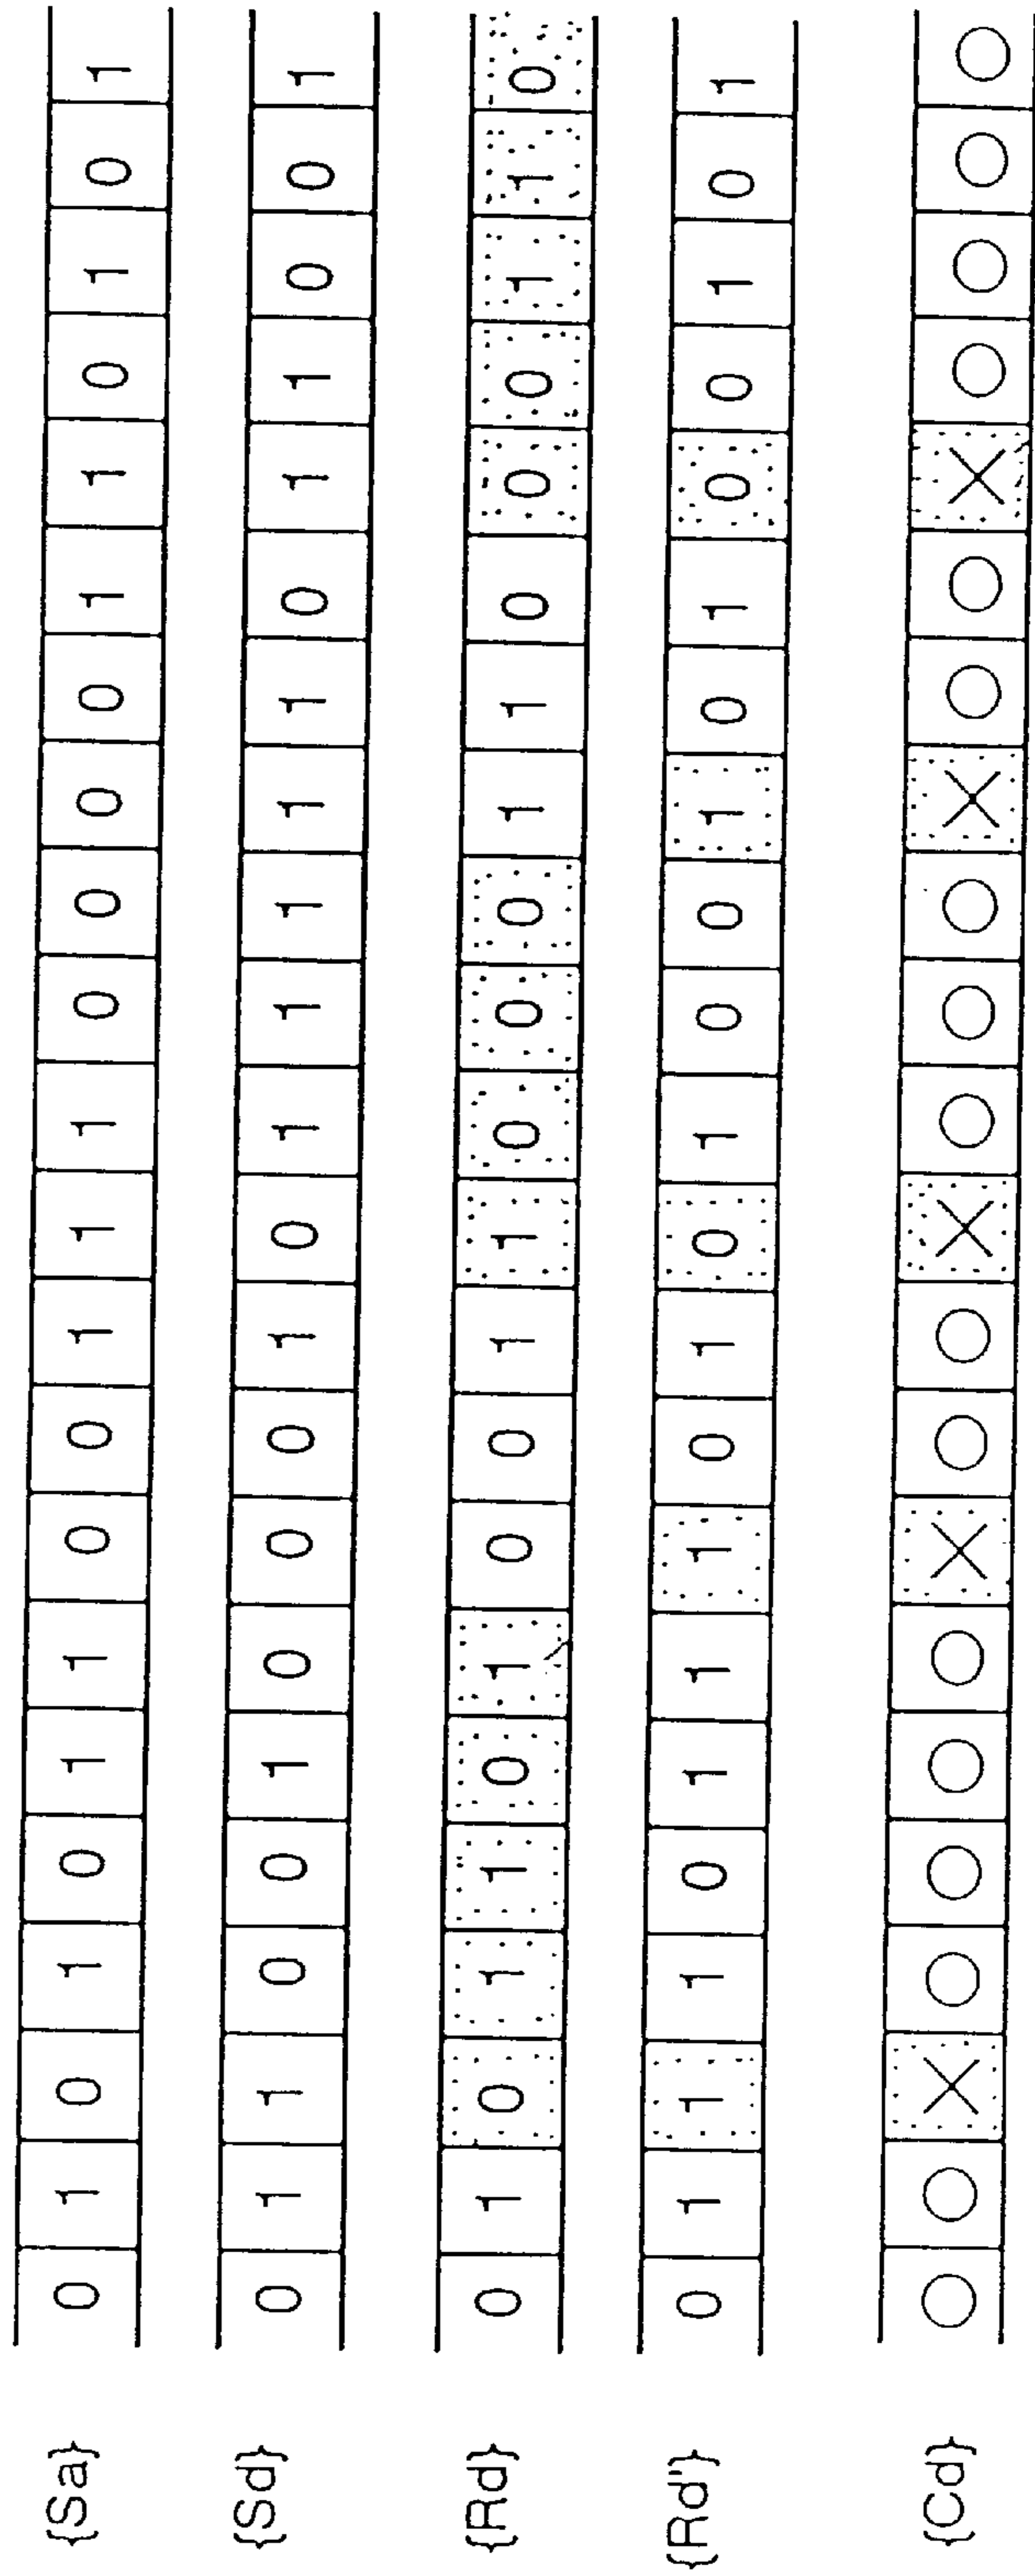 {Sa} 0 1 0 1 0 1 1 0 0 1 1 1 0 0 0 0 1 1 0 1 0 1
{Sd} 0 1 1 0 0 1 0 0 0 1 0 1 1 1 1 1 0 1 1 0 0 1
{Rd} 0 1 0 1 1 0 1 0 0 1 1 0 0 0 1 1 0 0 0 1 1 0
{Rd'} 0 1 1 1 0 1 1 1 0 1 0 1 0 0 1 0 1 0 0 1 0 1
{Cd} ○ ○ × ○ ○ ○ ○ × ○ ○ × ○ ○ ○ × ○ ○ × ○ ○ ○ ○